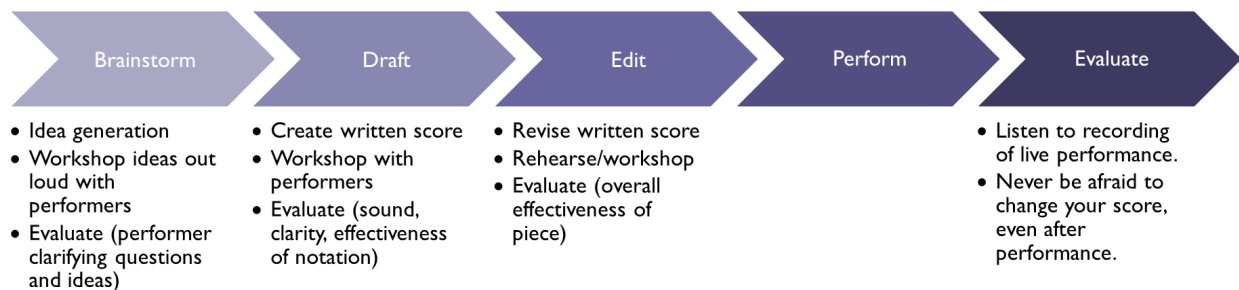 Brainstorm
• Idea generation
• Workshop ideas out
loud with
performers
• Evaluate (performer
clarifying questions
and ideas)
Draft
• Create written score
• Workshop with
performers
• Evaluate (sound,
clarity, effectiveness
of notation)
Edit
• Revise written score
• Rehearse/workshop
• Evaluate (overall
effectiveness of
piece)
Perform
Evaluate
• Listen to recording
of live performance.
• Never be afraid to
change your score,
even after
performance.